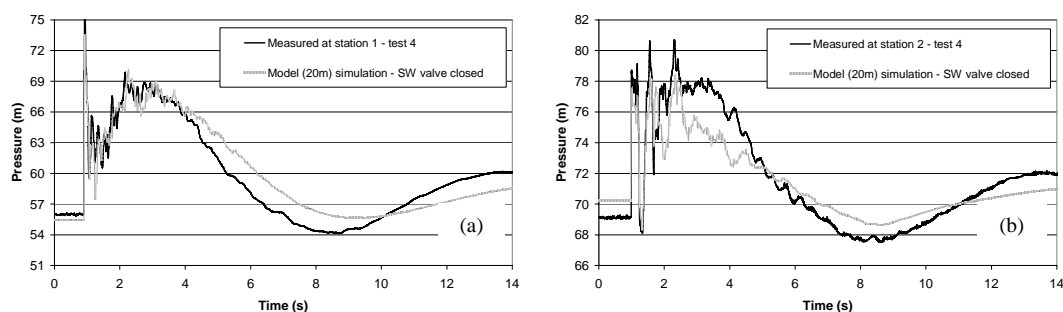 75
72
69
66
63
60
57
54
51
Pressure (m)
Measured at station 1 - test 4
Model (20m) simulation - SW valve closed
(a)
0 2 4 6 8 10 12 14
Time (s)
82
80
78
76
74
72
70
68
66
Pressure (m)
Measured at station 2 - test 4
Model (20m) simulation - SW valve closed
(b)
0 2 4 6 8 10 12 14
Time (s)